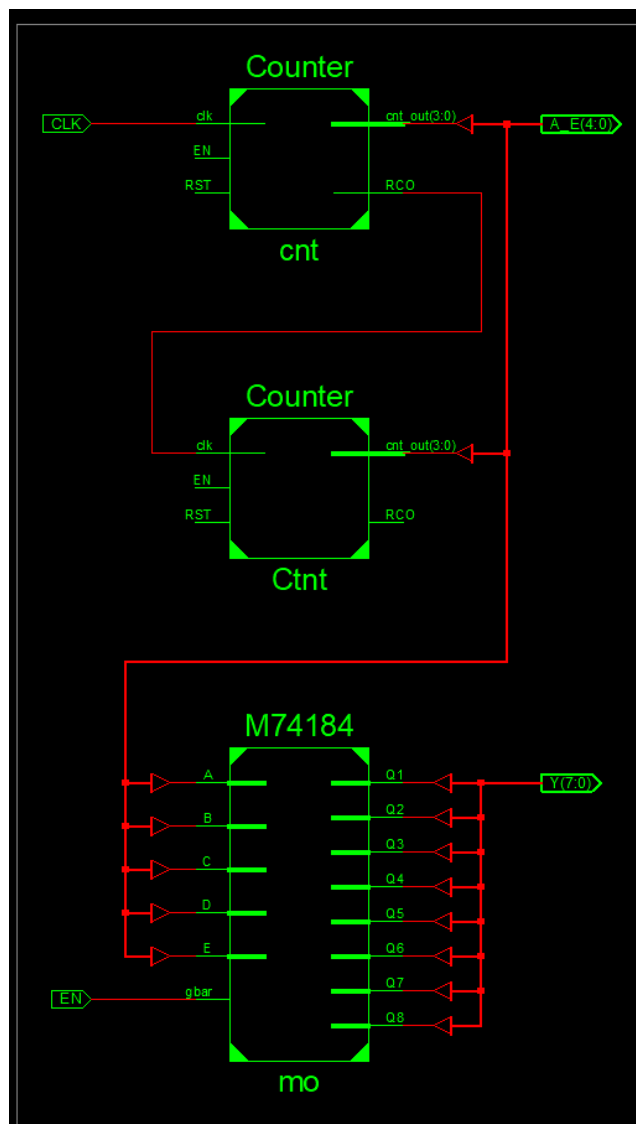 Counter
CLK
clk
cnt_out(3:0)
A_E(4:0)
EN
RST
RCO
cnt
Counter
clk
cnt_out(3:0)
EN
RST
RCO
Ctnt
M74184
A
Q1
Y(7:0)
B
Q2
C
Q3
Q4
D
Q5
E
Q6
EN
gbar
Q7
Q8
mo